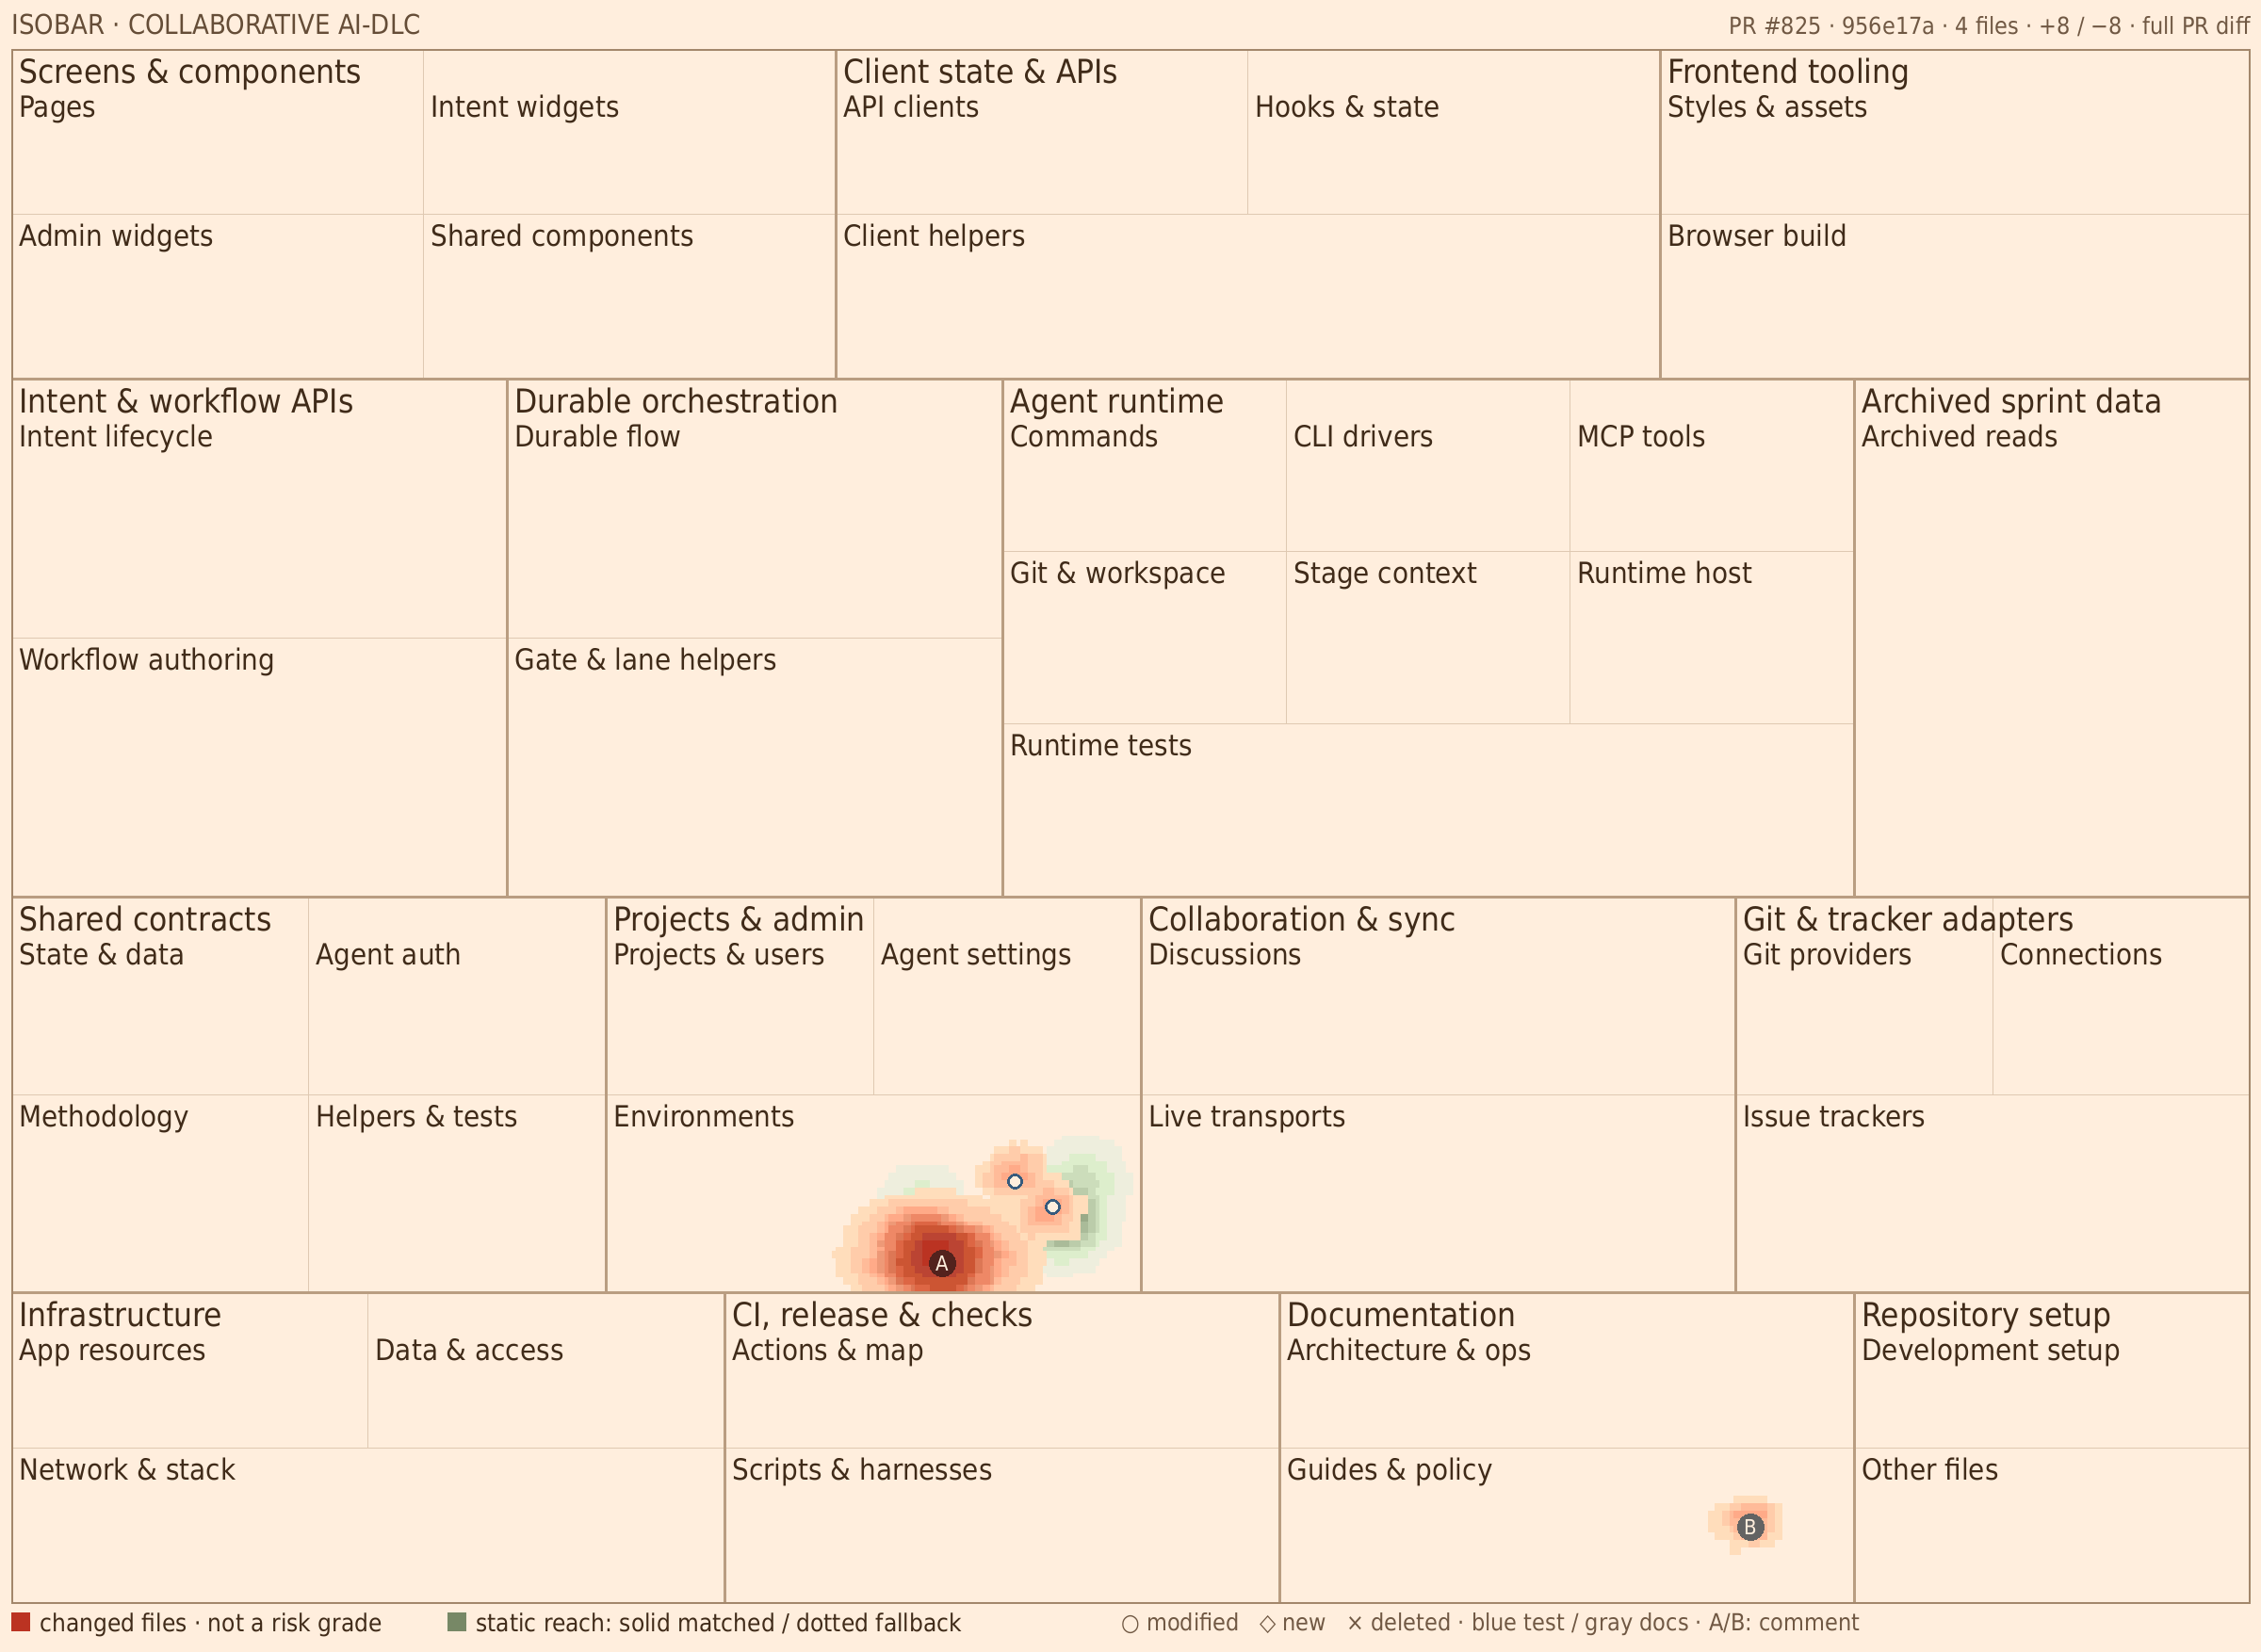 ISOBAR · COLLABORATIVE AI-DLC
PR #825 · 956e17a · 4 files · +8 / −8 · full PR diff
Screens & components
Pages
Intent widgets
Admin widgets
Shared components
Client state & APIs
API clients
Hooks & state
Client helpers
Frontend tooling
Styles & assets
Browser build
Intent & workflow APIs
Intent lifecycle
Workflow authoring
Durable orchestration
Durable flow
Gate & lane helpers
Agent runtime
Commands
CLI drivers
MCP tools
Git & workspace
Stage context
Runtime host
Runtime tests
Archived sprint data
Archived reads
Shared contracts
State & data
Agent auth
Methodology
Helpers & tests
Projects & admin
Projects & users
Agent settings
Environments
A
Collaboration & sync
Discussions
Live transports
Git & tracker adapters
Git providers
Connections
Issue trackers
Infrastructure
App resources
Data & access
Network & stack
CI, release & checks
Actions & map
Scripts & harnesses
Documentation
Architecture & ops
Guides & policy
B
Repository setup
Development setup
Other files
changed files · not a risk grade
static reach: solid matched / dotted fallback
○ modified ◇ new × deleted · blue test / gray docs · A/B: comment